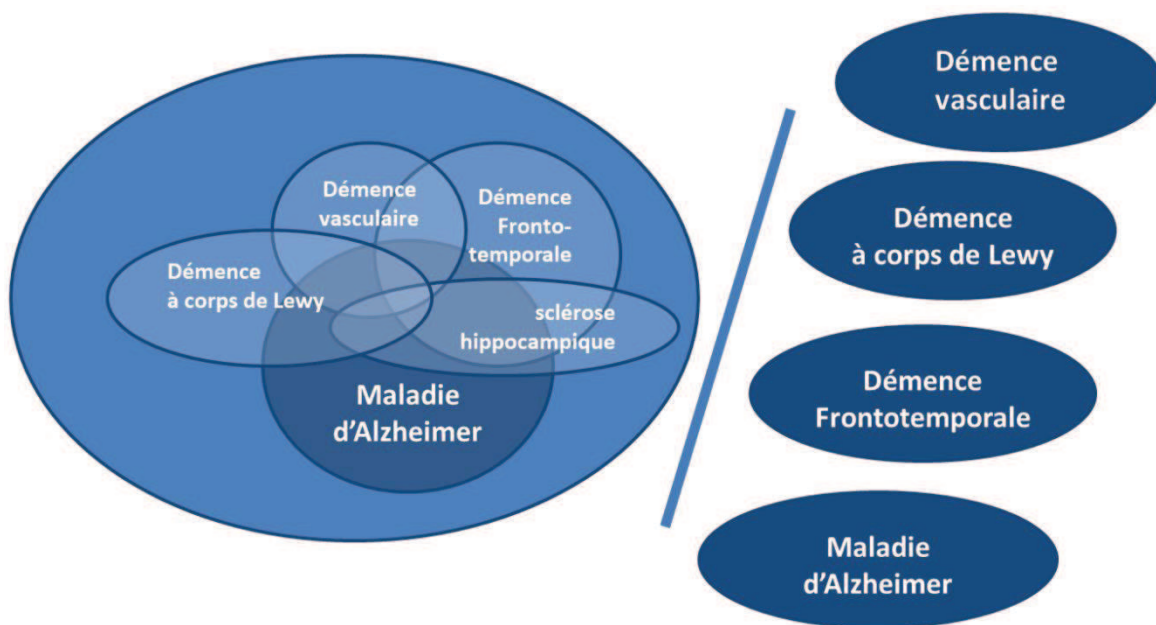 Démence
vasculaire
Démence
Fronto-
temporale
Démence
à corps de Lewy
sclérose
hippocampique
Maladie
d'Alzheimer
Démence
vasculaire
Démence
à corps de Lewy
Démence
Frontotemporale
Maladie
d'Alzheimer